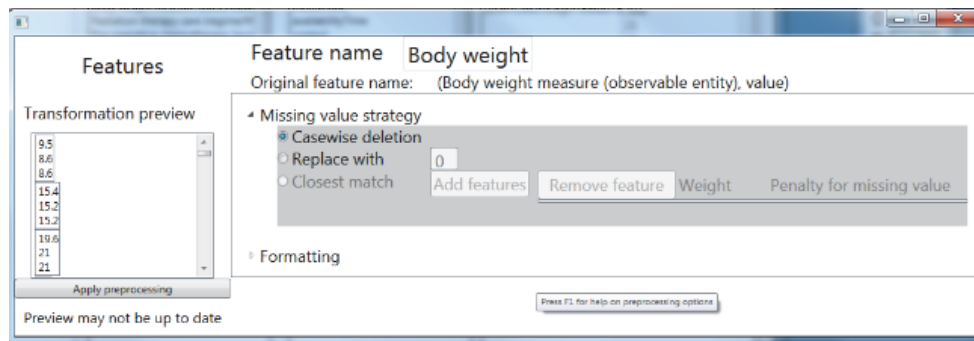 Features
Feature name Body weight
Original feature name: (Body weight measure (observable entity), value)
Transformation preview
9.5
8.6
8.6
15.4
15.2
15.2
19.6
21
21
Apply preprocessing
Preview may not be up to date
Missing value strategy
Casewise deletion
Replace with 0
Closest match Add features Remove feature Weight Penalty for missing value
Formatting
Press F1 for help on preprocessing options